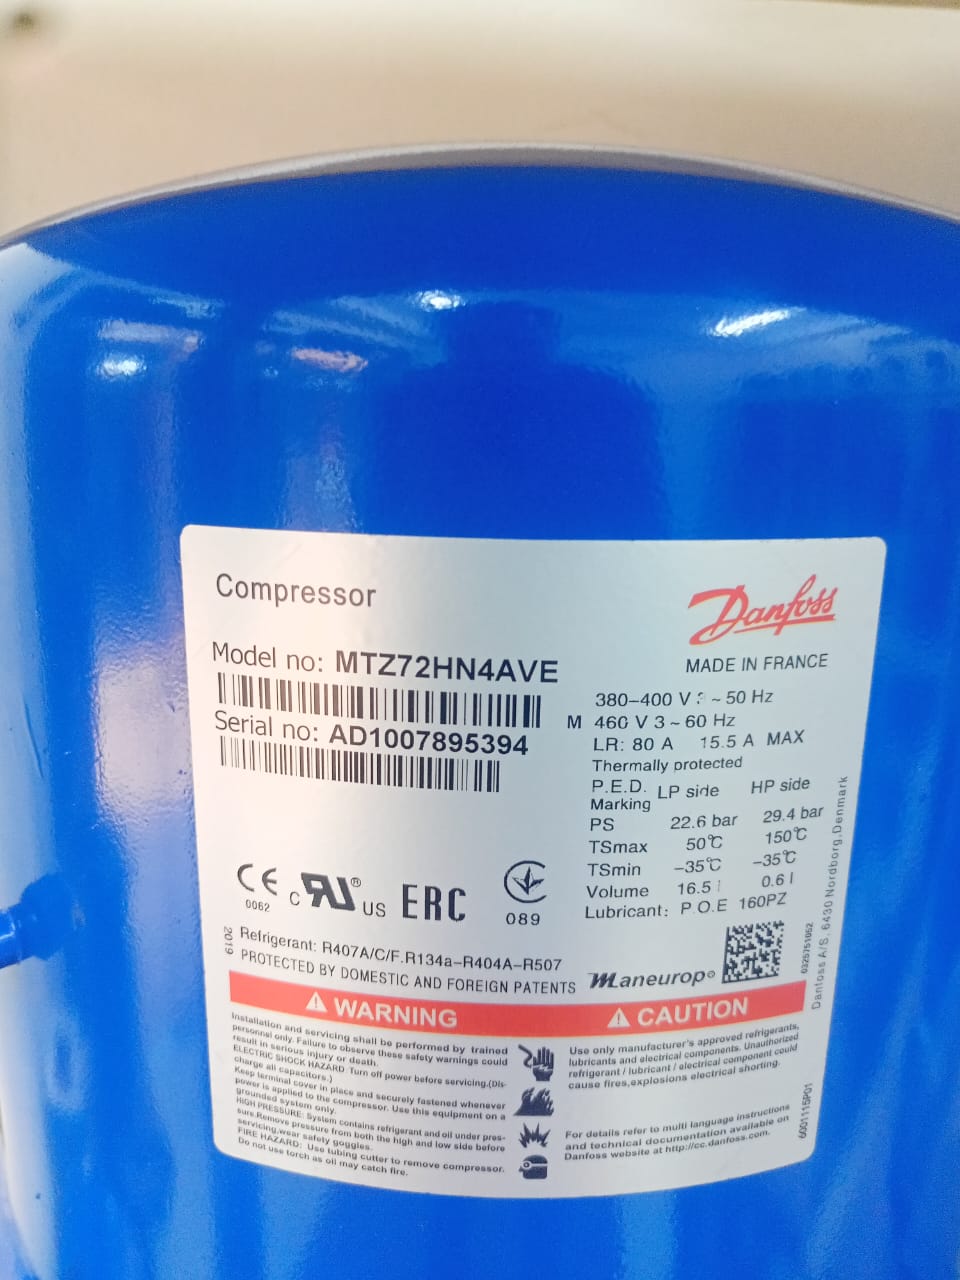 Compressor
Danfoss
MADE IN FRANCE
Model no: MTZ72HN4AVE
Serial no: AD1007895394
380–400 V 3 ~ 50 Hz
M 460 V 3 ~ 60 Hz
LR: 80 A 15.5 A MAX
Thermally protected
P.E.D. LP side HP side
Marking
PS 22.6 bar 29.4 bar
TSmax 50℃ 150℃
TSmin –35℃ –35℃
Volume 16.5 l 0.6 l
Lubricant: P.O.E 160PZ
CE
0062
c RU ® US
ERC
089
2019
Refrigerant: R407A/C/F.R134a–R404A–R507
PROTECTED BY DOMESTIC AND FOREIGN PATENTS
Maneurop®
0325751052
Danfoss A/S. 6430 Nordborg,Denmark
WARNING
Installation and servicing shall be performed by trained
personnel only. Failure to observe these safety warnings could
result in serious injury or death.
ELECTRIC SHOCK HAZARD Turn off power before servicing.(Dis-
charge all capacitors.)
Keep terminal cover in place and securely fastened whenever
power is applied to the compressor. Use this equipment on a
grounded system only.
HIGH PRESSURE: System contains refrigerant and oil under pres-
sure.Remove pressure from both the high and low side before
servicing,wear safety goggles.
FIRE HAZARD: Use tubing cutter to remove compressor.
Do not use torch as oil may catch fire.
CAUTION
Use only manufacturer's approved refrigerants,
lubricants and electrical components. Unauthorized
refrigerant / lubricant / electrical component could
cause fires,explosions electrical shorting.
For details refer to multi language instructions
and technical documentation available on
Danfoss website at http://cc.danfoss.com.
6001115P01